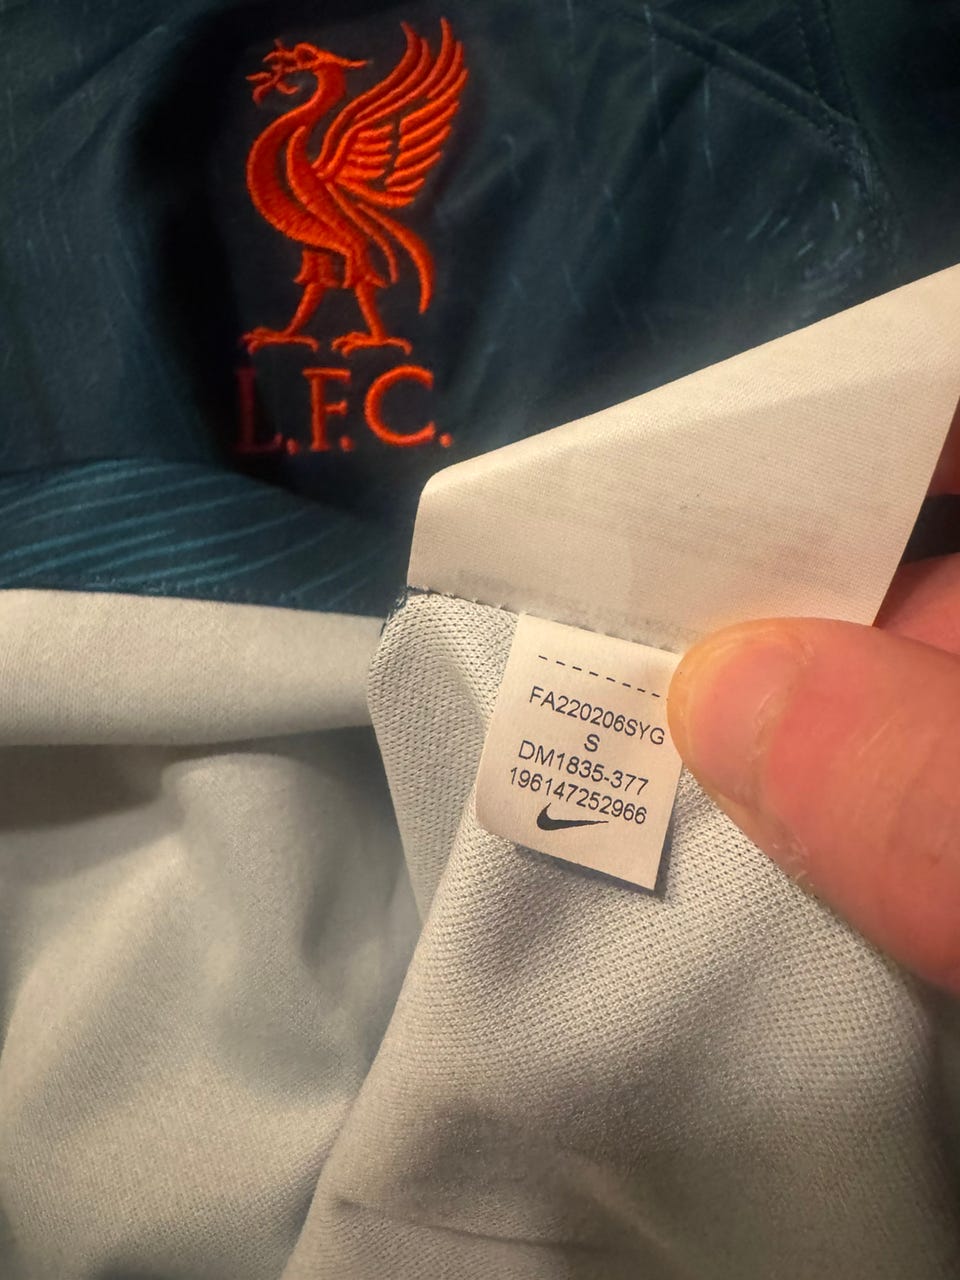 L.F.C.
FA220206SYG
S
DM1835-377
196147252966